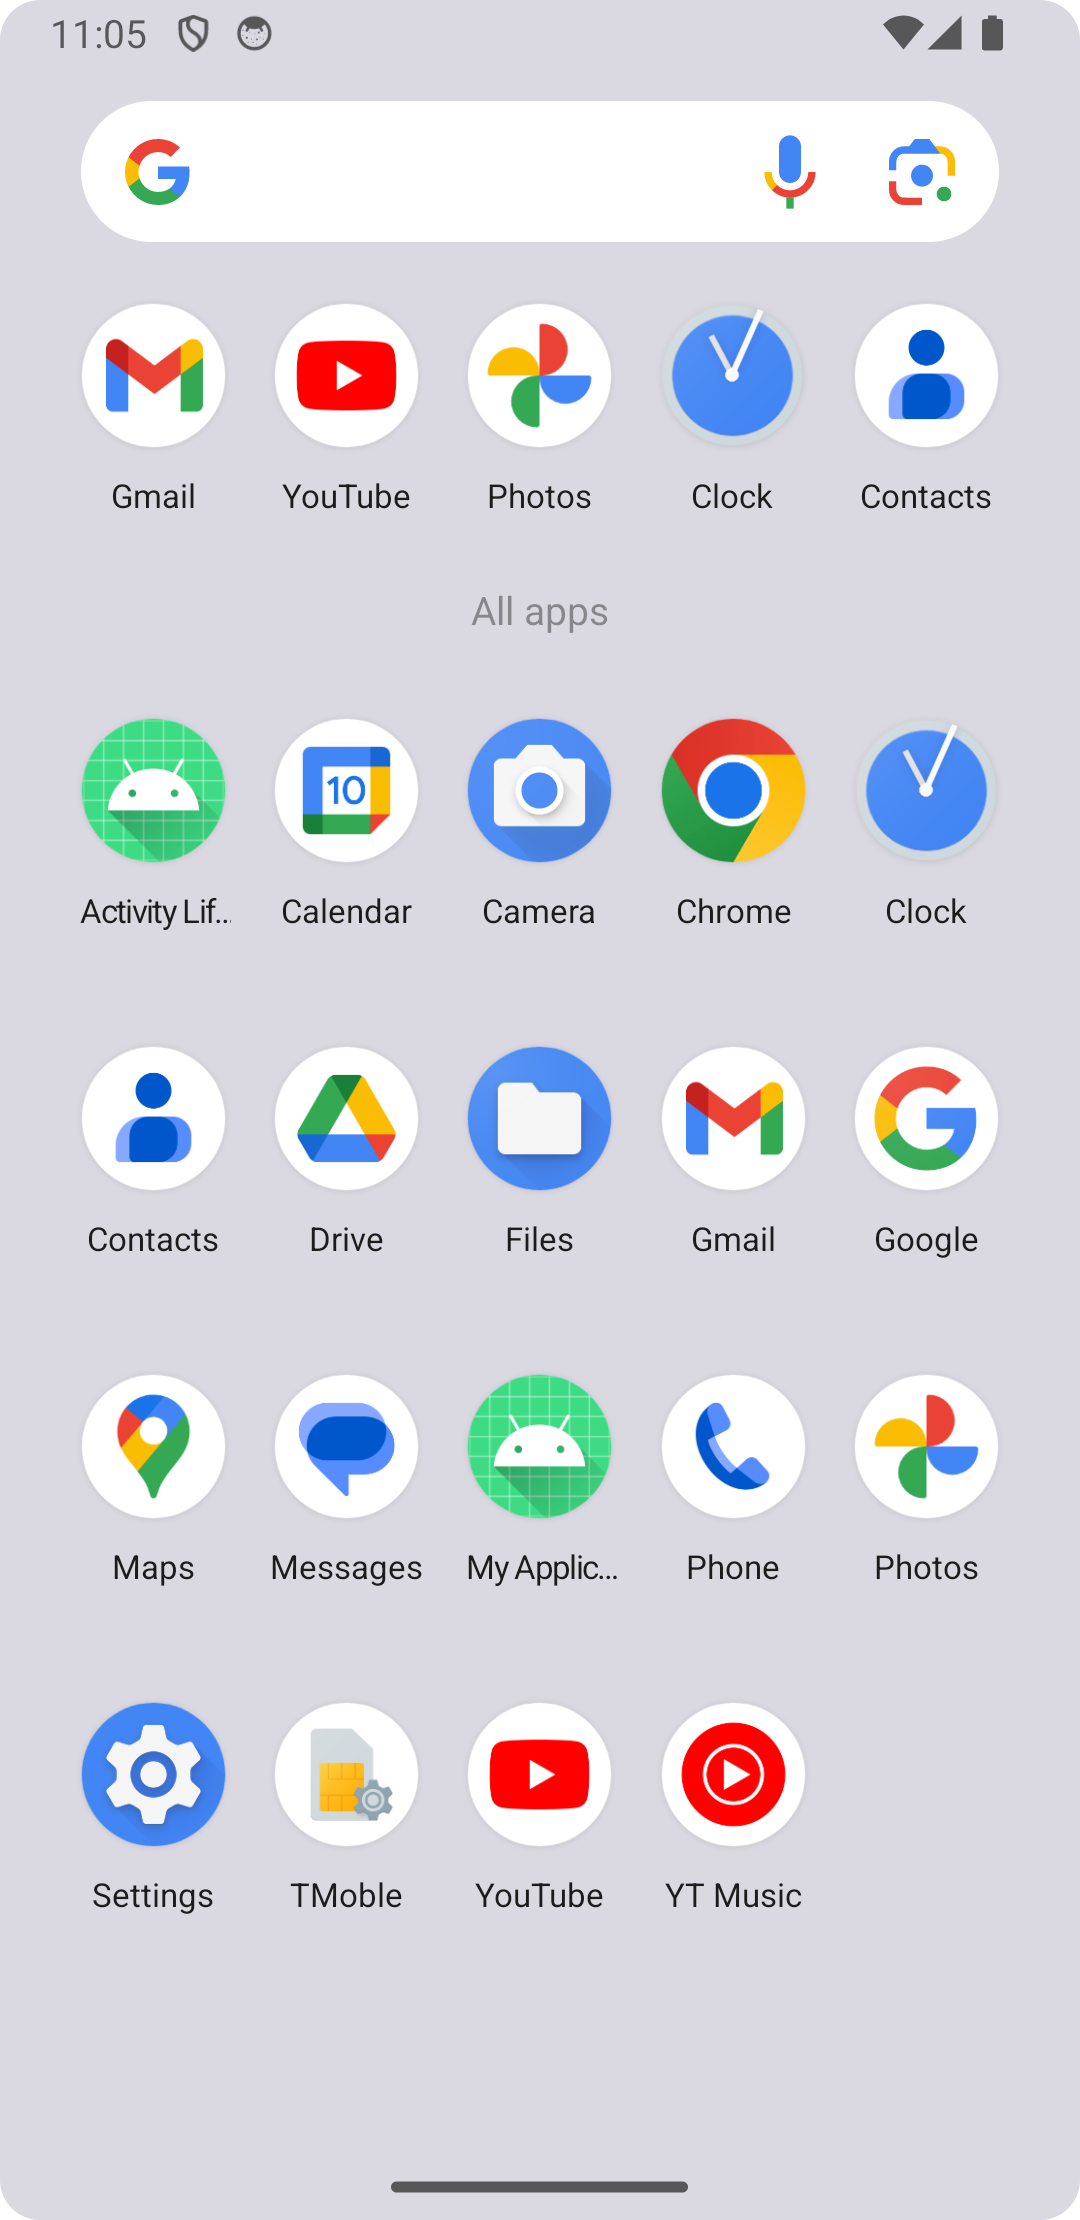 11:05
Gmail YouTube Photos Clock Contacts
All apps
Activity Lif... Calendar Camera Chrome Clock
10
Contacts Drive Files Gmail Google
Maps Messages My Applic... Phone Photos
Settings TMoble YouTube YT Music